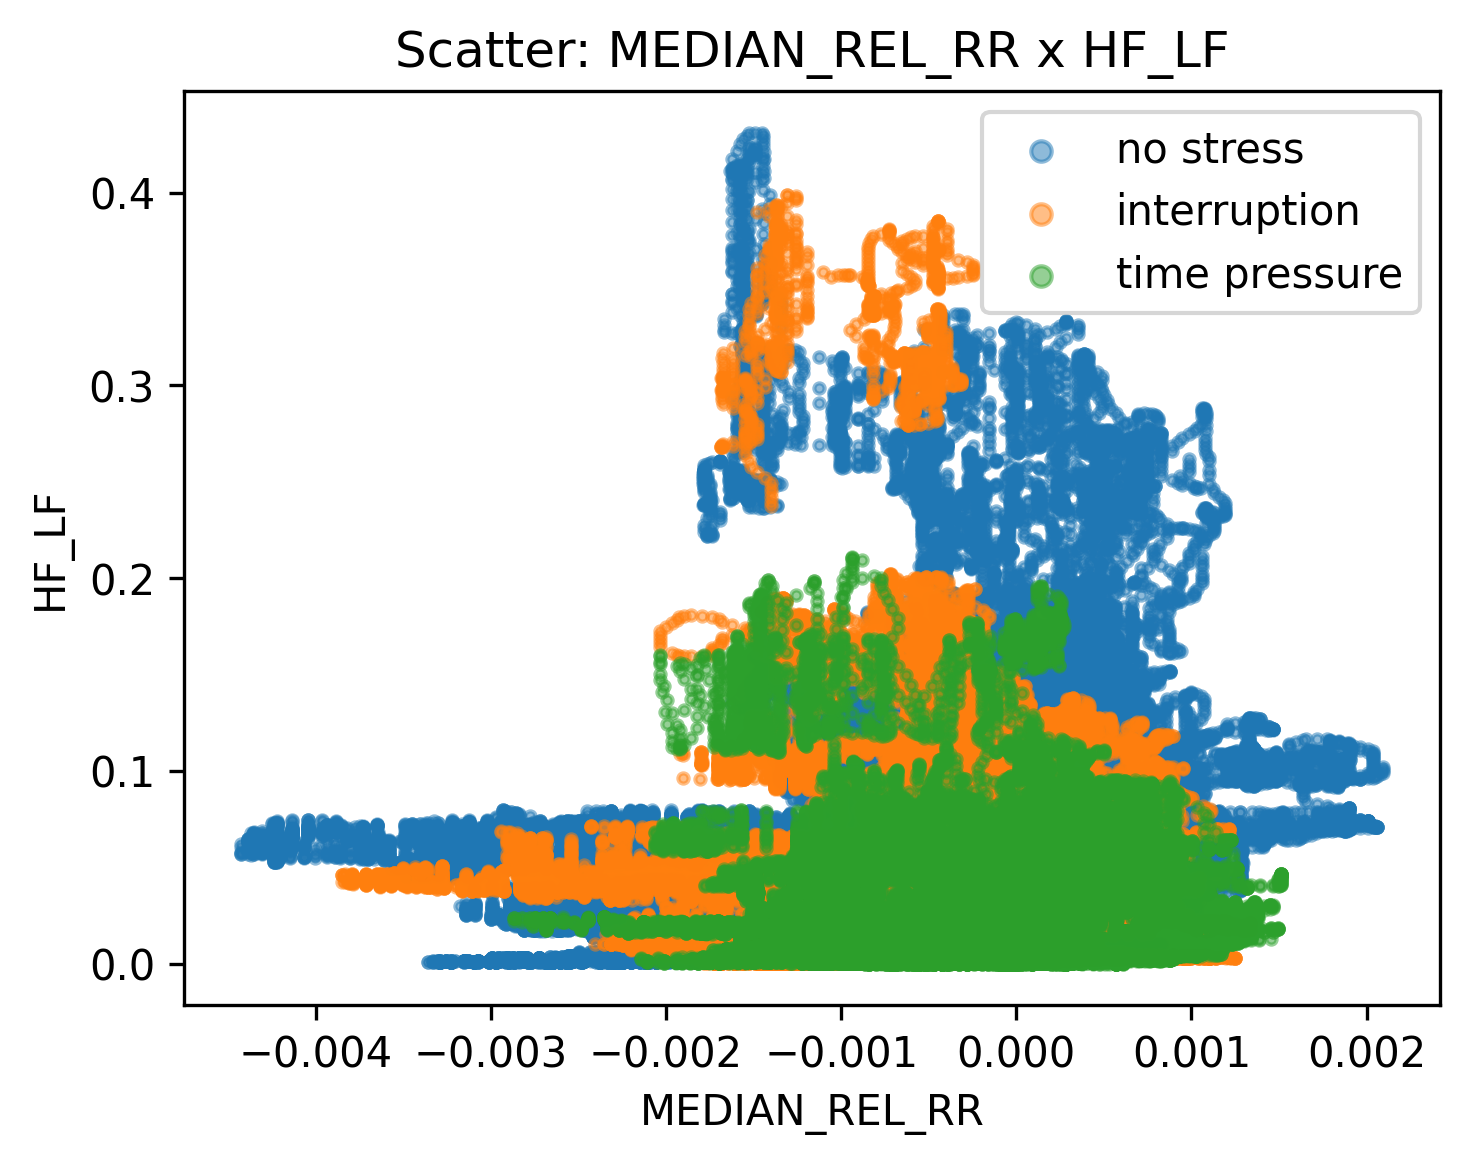 Scatter: MEDIAN_REL_RR x HF_LF
no stress
interruption
time pressure
HF_LF
0.4
0.3
0.2
0.1
0.0
−0.004 −0.003 −0.002 −0.001 0.000 0.001 0.002
MEDIAN_REL_RR